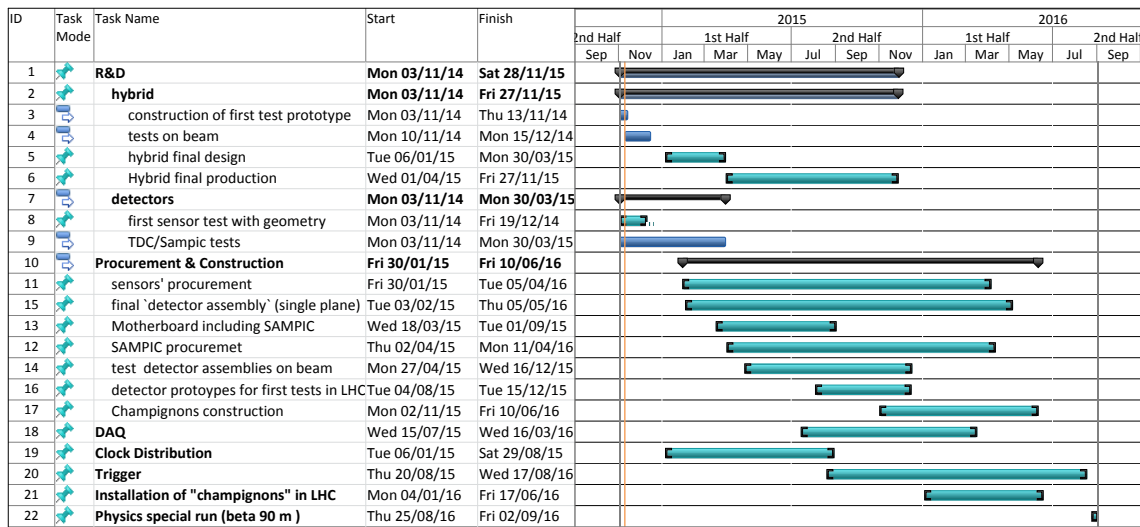 ID Task Mode Task Name Start Finish
2015 2016
2nd Half 1st Half 2nd Half 1st Half 2nd Half
Sep Nov Jan Mar May Jul Sep Nov Jan Mar May Jul Sep
1 R&D Mon 03/11/14 Sat 28/11/15
2 hybrid Mon 03/11/14 Fri 27/11/15
3 construction of first test prototype Mon 03/11/14 Thu 13/11/14
4 tests on beam Mon 10/11/14 Mon 15/12/14
5 hybrid final design Tue 06/01/15 Mon 30/03/15
6 Hybrid final production Wed 01/04/15 Fri 27/11/15
7 detectors Mon 03/11/14 Mon 30/03/15
8 first sensor test with geometry Mon 03/11/14 Fri 19/12/14
9 TDC/Sampic tests Mon 03/11/14 Mon 30/03/15
10 Procurement & Construction Fri 30/01/15 Fri 10/06/16
11 sensors' procurement Fri 30/01/15 Tue 05/04/16
15 final `detector assembly` (single plane) Tue 03/02/15 Thu 05/05/16
13 Motherboard including SAMPIC Wed 18/03/15 Tue 01/09/15
12 SAMPIC procuremet Thu 02/04/15 Mon 11/04/16
14 test detector assemblies on beam Mon 27/04/15 Wed 16/12/15
16 detector protoypes for first tests in LHC Tue 04/08/15 Tue 15/12/15
17 Champignons construction Mon 02/11/15 Fri 10/06/16
18 DAQ Wed 15/07/15 Wed 16/03/16
19 Clock Distribution Tue 06/01/15 Sat 29/08/15
20 Trigger Thu 20/08/15 Wed 17/08/16
21 Installation of "champignons" in LHC Mon 04/01/16 Fri 17/06/16
22 Physics special run (beta 90 m ) Thu 25/08/16 Fri 02/09/16